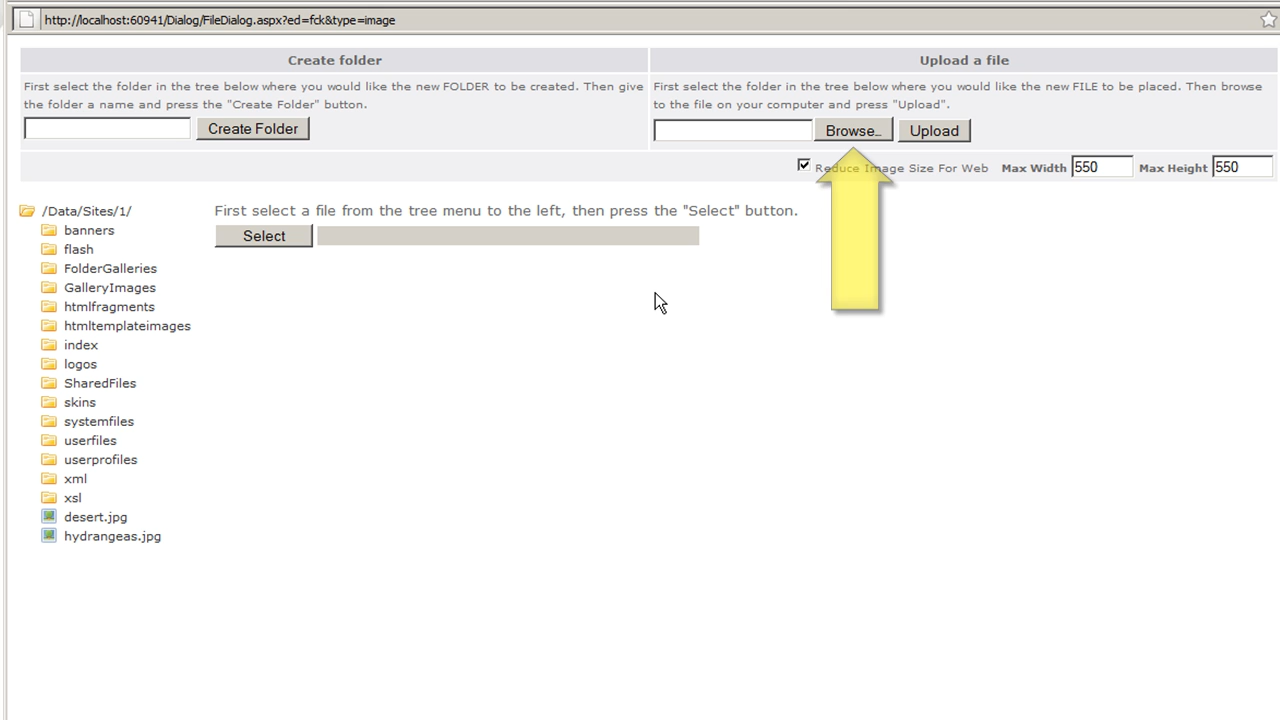 http://localhost:60941/Dialog/FileDialog.aspx?ed=fck&type=image
Create folder
First select the folder in the tree below where you would like the new FOLDER to be created. Then give
the folder a name and press the "Create Folder" button.
Create Folder
Upload a file
First select the folder in the tree below where you would like the new FILE to be placed. Then browse
to the file on your computer and press "Upload".
Browse... Upload
Reduce Image Size For Web Max Width 550 Max Height 550
/Data/Sites/1/
banners
flash
FolderGalleries
GalleryImages
htmlfragments
htmltemplateimages
index
logos
SharedFiles
skins
systemfiles
userfiles
userprofiles
xml
xsl
desert.jpg
hydrangeas.jpg
First select a file from the tree menu to the left, then press the "Select" button.
Select